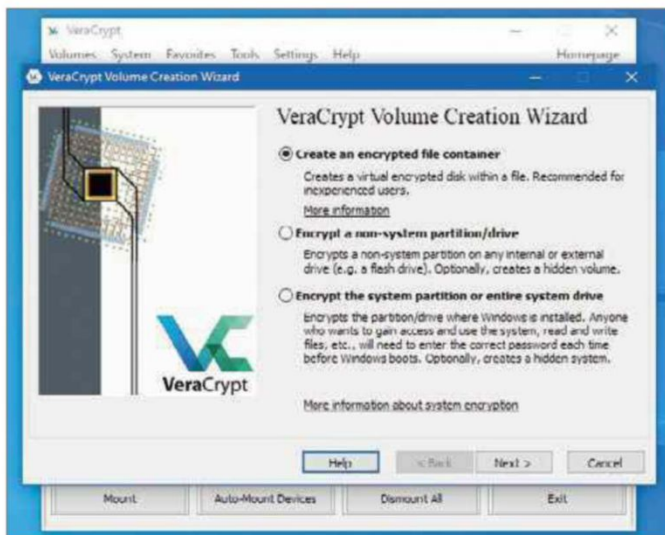 VeraCrypt
Volumes System Favorites Tools Settings Help Homepage
VeraCrypt Volume Creation Wizard
VeraCrypt Volume Creation Wizard
Create an encrypted file container
Creates a virtual encrypted disk within a file. Recommended for
inexperienced users.
More information
Encrypt a non-system partition/drive
Encrypts a non-system partition on any internal or external
drive (e.g. a flash drive). Optionally, creates a hidden volume.
Encrypt the system partition or entire system drive
Encrypts the partition/drive where Windows is installed. Anyone
who wants to gain access and use the system, read and write
files, etc., will need to enter the correct password each time
before Windows boots. Optionally, creates a hidden system.
More information about system encryption
VeraCrypt
Help < Back Next > Cancel
Mount Auto-Mount Devices Dismount All Exit